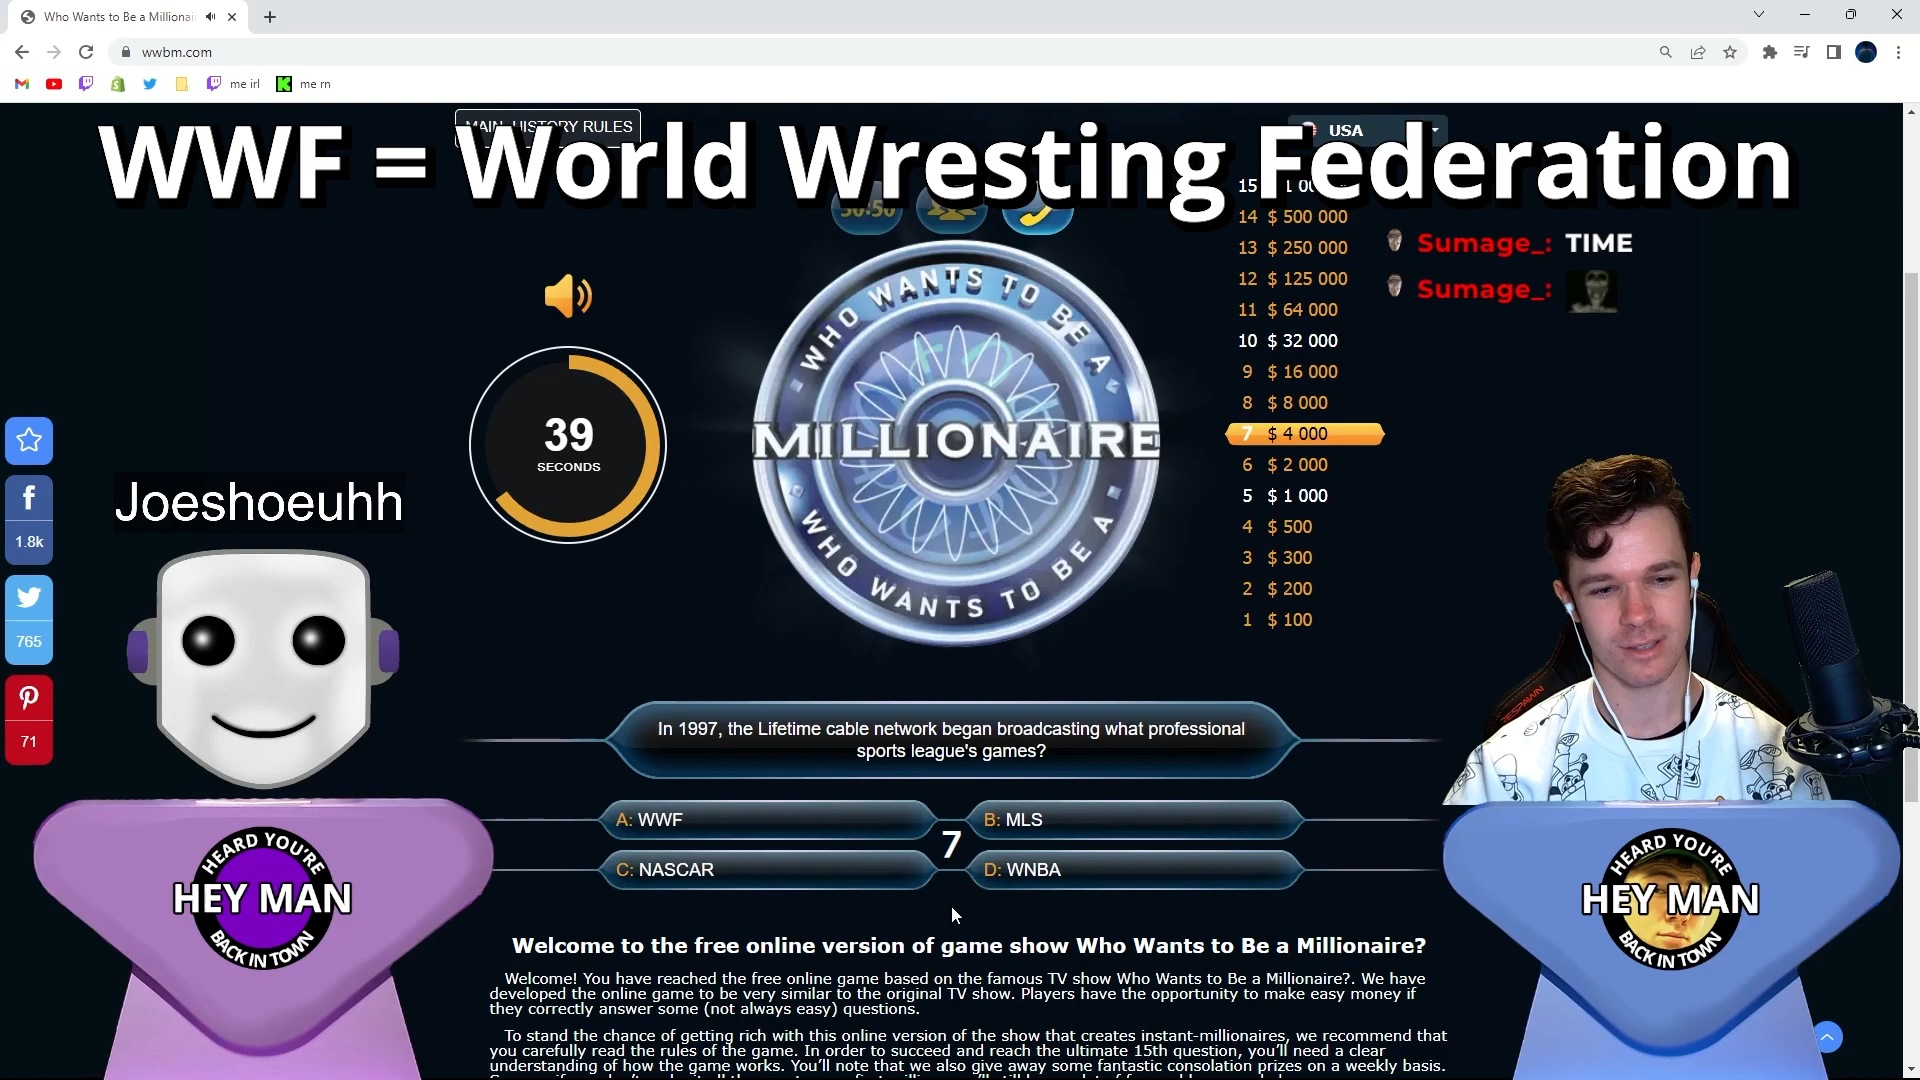 Who Wants to Be a Millionai
wwbm.com
me irl
me rn
MAIN HISTORY RULES
USA
WWF = World Wresting Federation
50:50
15
14 $ 500 000
13 $ 250 000
12 $ 125 000
11 $ 64 000
10 $ 32 000
9 $ 16 000
8 $ 8 000
7 $ 4 000
6 $ 2 000
5 $ 1 000
4 $ 500
3 $ 300
2 $ 200
1 $ 100
Sumage_: TIME
Sumage_:
WHO WANTS TO BE A
MILLIONAIRE
WHO WANTS TO BE A
39
SECONDS
1.8k
765
71
Joeshoeuhh
In 1997, the Lifetime cable network began broadcasting what professional
sports league's games?
A: WWF
B: MLS
7
C: NASCAR
D: WNBA
HEARD YOU'RE
HEY MAN
BACK IN TOWN
HEARD YOU'RE
HEY MAN
BACK IN TOWN
Welcome to the free online version of game show Who Wants to Be a Millionaire?
Welcome! You have reached the free online game based on the famous TV show Who Wants to Be a Millionaire?. We have
developed the online game to be very similar to the original TV show. Players have the opportunity to make easy money if
they correctly answer some (not always easy) questions.
To stand the chance of getting rich with this online version of the show that creates instant-millionaires, we recommend that
you carefully read the rules of the game. In order to succeed and reach the ultimate 15th question, you'll need a clear
understanding of how the game works. You'll note that we also give away some fantastic consolation prizes on a weekly basis.